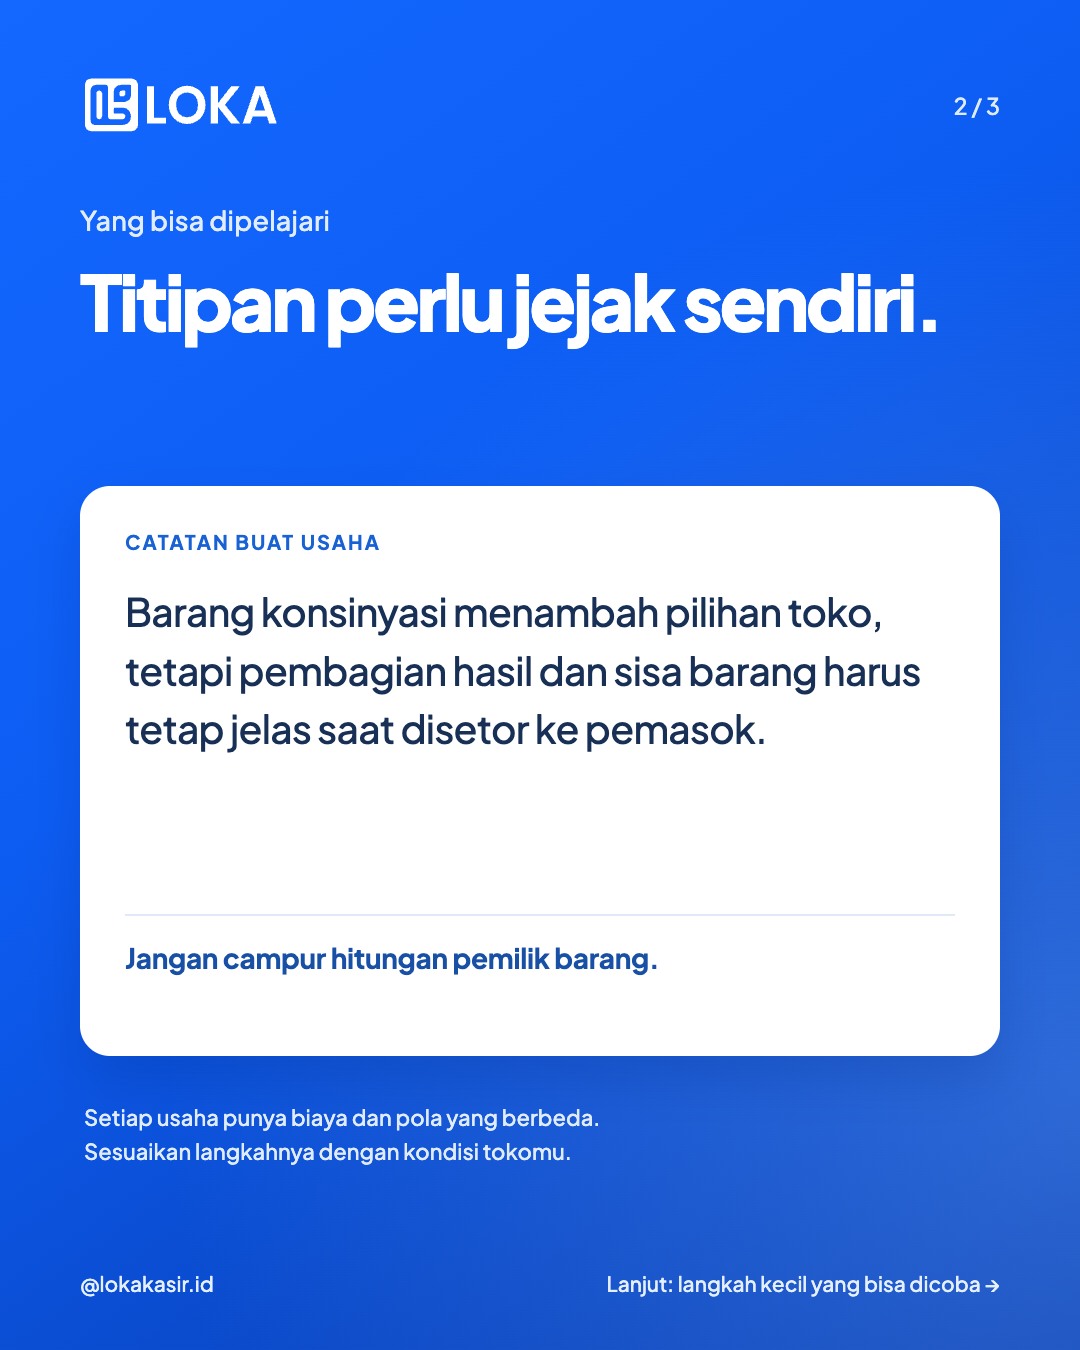 LOKA
2 / 3
Yang bisa dipelajari
Titipan perlu jejak sendiri.
CATATAN BUAT USAHA
Barang konsinyasi menambah pilihan toko,
tetapi pembagian hasil dan sisa barang harus
tetap jelas saat disetor ke pemasok.
Jangan campur hitungan pemilik barang.
Setiap usaha punya biaya dan pola yang berbeda.
Sesuaikan langkahnya dengan kondisi tokomu.
@lokakasir.id
Lanjut: langkah kecil yang bisa dicoba →